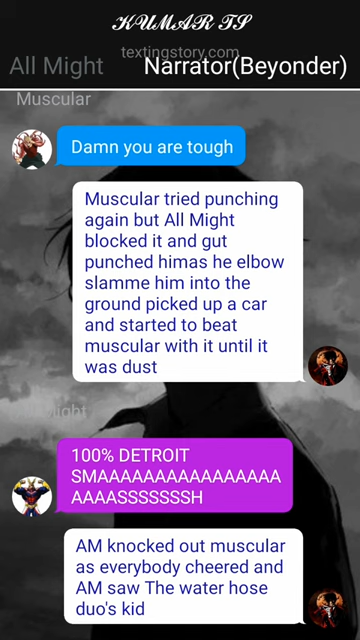 KUMAR TS
textingstory.com
All Might
Narrator(Beyonder)
Muscular
Damn you are tough
Muscular tried punching
again but All Might
blocked it and gut
punched himas he elbow
slamme him into the
ground picked up a car
and started to beat
muscular with it until it
was dust
100% DETROIT
SMAAAAAAAAAAAAAAAA
AAAASSSSSSSH
AM knocked out muscular
as everybody cheered and
AM saw The water hose
duo's kid